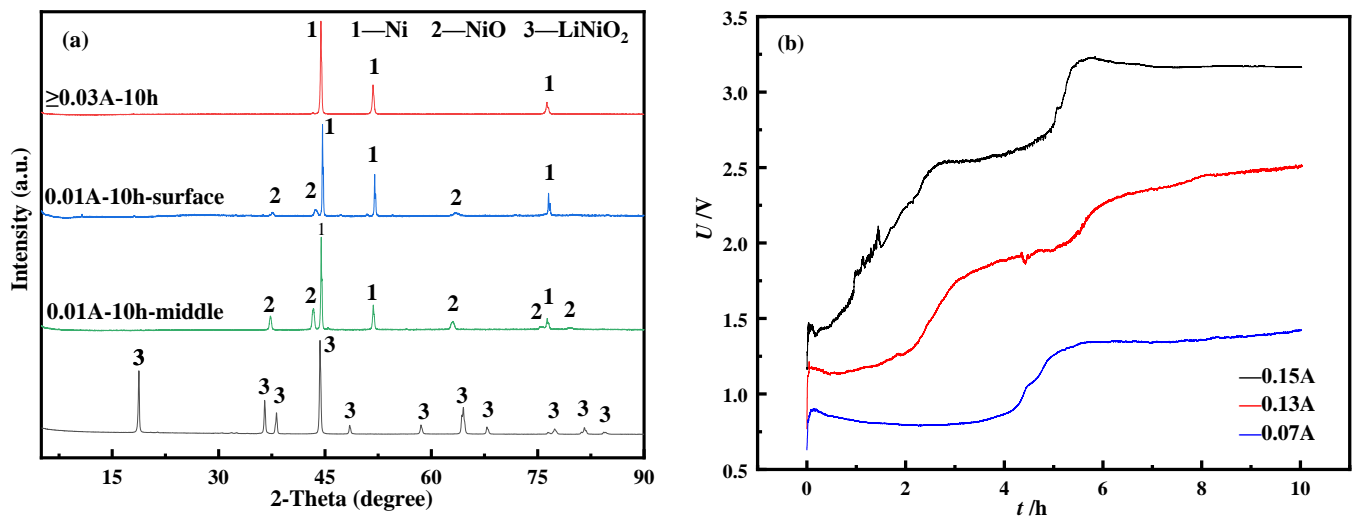 (a)
1 1—Ni 2—NiO 3—LiNiO₂
≥0.03A-10h
1
1
1
0.01A-10h-surface
2 2 1 2 1
1
0.01A-10h-middle
2 2 1 2 2 1 2
3
3 3 3 3 3 3 3 3 3 3
Intensity (a.u.)
15 30 45 60 75 90
2-Theta (degree)
(b)
3.5
3.0
2.5
2.0
1.5
1.0
0.5
U /V
0.15A
0.13A
0.07A
0 2 4 6 8 10
t /h